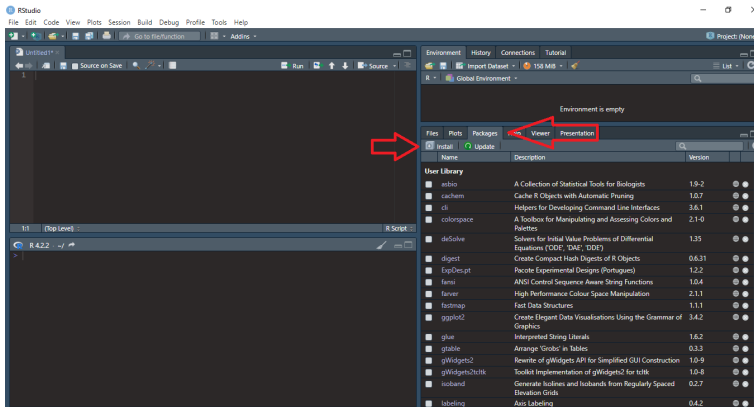 RStudio
File Edit Code View Plots Session Build Debug Profile Tools Help
Go to file/function Addins Project: (None
Untitled1*
Source on Save Run Source
1
1:1 (Top Level) R Script
R 4.2.2 · ~/
>
Environment History Connections Tutorial
Import Dataset 158 MiB List
R Global Environment
Environment is empty
Files Plots Packages Viewer Presentation
Install Update
Name Description Version
User Library
asbio A Collection of Statistical Tools for Biologists 1.9-2
cachem Cache R Objects with Automatic Pruning 1.0.7
cli Helpers for Developing Command Line Interfaces 3.6.1
colorspace A Toolbox for Manipulating and Assessing Colors and 2.1-0
Palettes
deSolve Solvers for Initial Value Problems of Differential 1.35
Equations ('ODE', 'DAE', 'DDE')
digest Create Compact Hash Digests of R Objects 0.6.31
ExpDes.pt Pacote Experimental Designs (Portugues) 1.2.2
fansi ANSI Control Sequence Aware String Functions 1.0.4
farver High Performance Colour Space Manipulation 2.1.1
fastmap Fast Data Structures 1.1.1
ggplot2 Create Elegant Data Visualisations Using the Grammar of 3.4.2
Graphics
glue Interpreted String Literals 1.6.2
gtable Arrange 'Grobs' in Tables 0.3.3
gWidgets2 Rewrite of gWidgets API for Simplified GUI Construction 1.0-9
gWidgets2tcltk Toolkit Implementation of gWidgets2 for tcltk 1.0-8
isoband Generate Isolines and Isobands from Regularly Spaced 0.2.7
Elevation Grids
labeling Axis Labeling 0.4.2